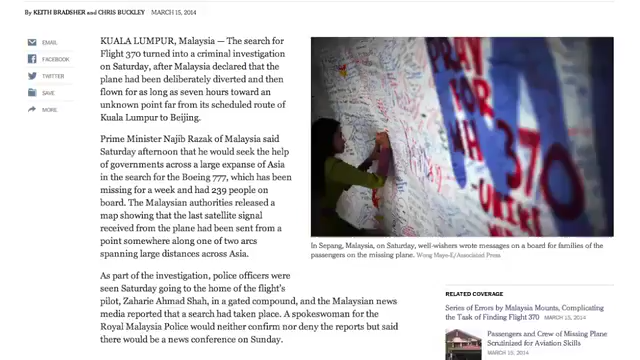 By KEITH BRADSHER and CHRIS BUCKLEY MARCH 15, 2014
EMAIL
FACEBOOK
TWITTER
SAVE
MORE
KUALA LUMPUR, Malaysia — The search for
Flight 370 turned into a criminal investigation
on Saturday, after Malaysia declared that the
plane had been deliberately diverted and then
flown for as long as seven hours toward an
unknown point far from its scheduled route of
Kuala Lumpur to Beijing.
Prime Minister Najib Razak of Malaysia said
Saturday afternoon that he would seek the help
of governments across a large expanse of Asia
in the search for the Boeing 777, which has been
missing for a week and had 239 people on
board. The Malaysian authorities released a
map showing that the last satellite signal
received from the plane had been sent from a
point somewhere along one of two arcs
spanning large distances across Asia.
As part of the investigation, police officers were
seen Saturday going to the home of the flight's
pilot, Zaharie Ahmad Shah, in a gated compound, and the Malaysian news
media reported that a search had taken place. A spokeswoman for the
Royal Malaysia Police would neither confirm nor deny the reports but said
there would be a news conference on Sunday.
PRAY
FOR
MH 370
In Sepang, Malaysia, on Saturday, well-wishers wrote messages on a board for families of the
passengers on the missing plane. Wong Maye-E/Associated Press
RELATED COVERAGE
Series of Errors by Malaysia Mounts, Complicating
the Task of Finding Flight 370 MARCH 15, 2014
Passengers and Crew of Missing Plane
Scrutinized for Aviation Skills
MARCH 15, 2014